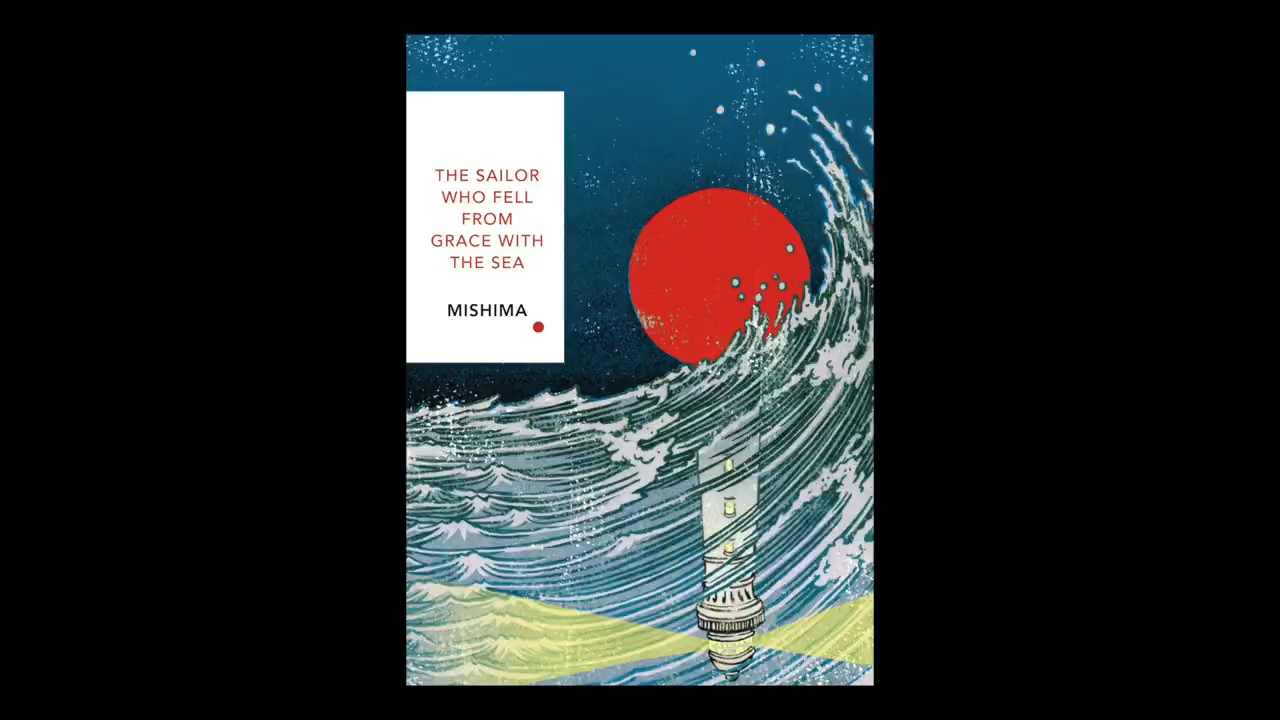 THE SAILOR
WHO FELL
FROM
GRACE WITH
THE SEA
MISHIMA